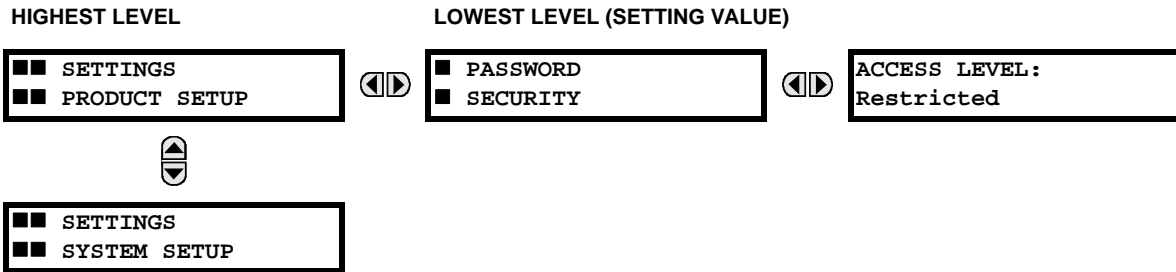 HIGHEST LEVEL
LOWEST LEVEL (SETTING VALUE)
■■ SETTINGS
■■ PRODUCT SETUP
■ PASSWORD
■ SECURITY
ACCESS LEVEL:
Restricted
■■ SETTINGS
■■ SYSTEM SETUP